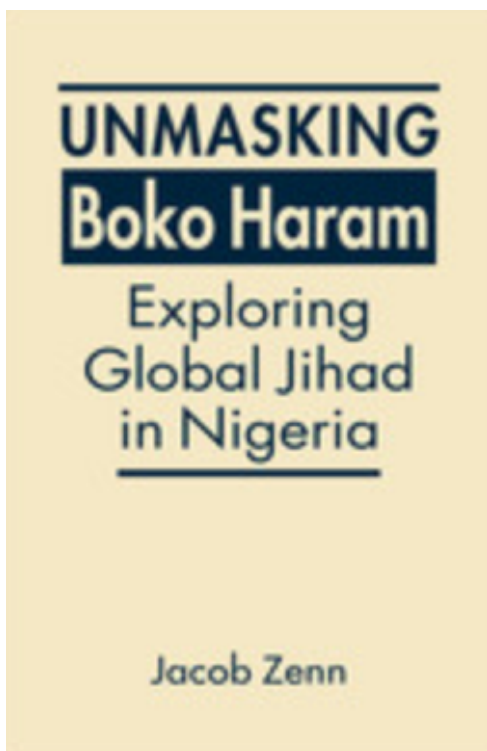 UNMASKING
Boko Haram
Exploring
Global Jihad
in Nigeria
Jacob Zenn